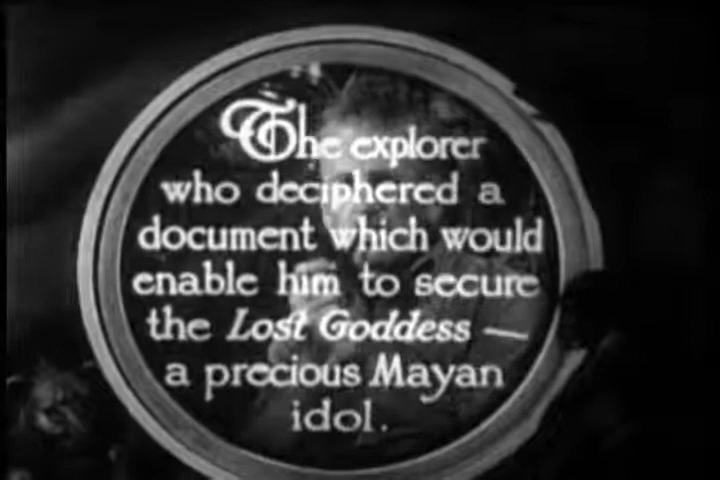 The explorer
who deciphered a
document which would
enable him to secure
the Lost Goddess —
a precious Mayan
idol.